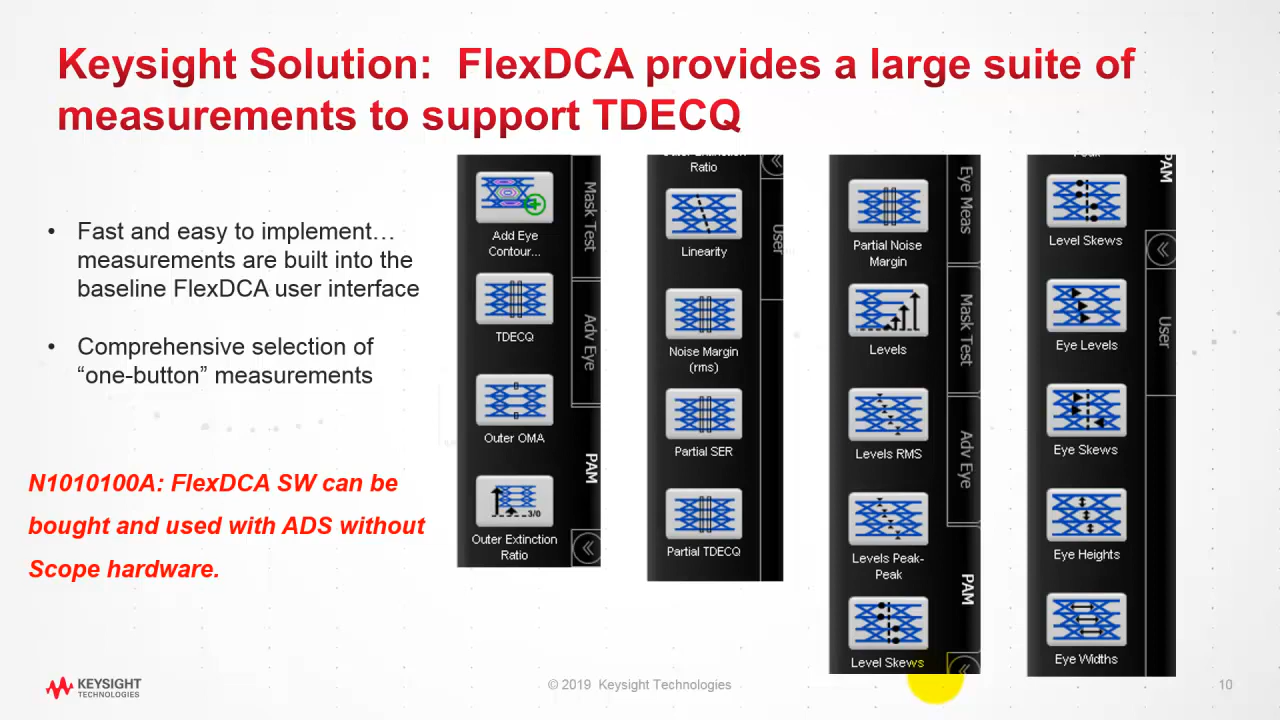 Keysight Solution:  FlexDCA provides a large suite of
measurements to support TDECQ
• Fast and easy to implement…
measurements are built into the
baseline FlexDCA user interface
• Comprehensive selection of
“one-button” measurements
N1010100A: FlexDCA SW can be
bought and used with ADS without
Scope hardware.
Add Eye
Contour...
TDECQ
Outer OMA
3/0
Outer Extinction
Ratio
Mask Test
Adv Eye
PAM
Outer Extinction
Ratio
Linearity
Noise Margin
(rms)
Partial SER
Partial TDECQ
User
Partial Noise
Margin
Levels
Levels RMS
Levels Peak-
Peak
Level Skews
Eye Meas
Mask Test
Adv Eye
PAM
Peak
Level Skews
Eye Levels
Eye Skews
Eye Heights
Eye Widths
PAM
User
KEYSIGHT
TECHNOLOGIES
© 2019  Keysight Technologies
10